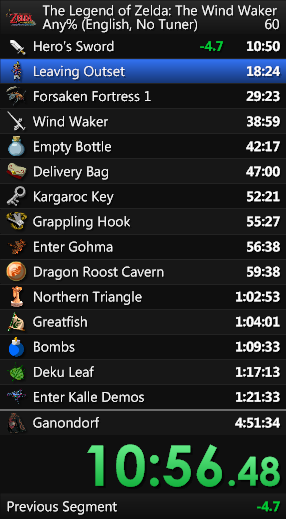 The Legend of Zelda: The Wind Waker
Any% (English, No Tuner) 60
Hero's Sword -4.7 10:50
Leaving Outset 18:24
Forsaken Fortress 1 29:23
Wind Waker 38:59
Empty Bottle 42:17
Delivery Bag 47:00
Kargaroc Key 52:21
Grappling Hook 55:27
Enter Gohma 56:38
Dragon Roost Cavern 59:38
Northern Triangle 1:02:53
Greatfish 1:04:01
Bombs 1:09:33
Deku Leaf 1:17:13
Enter Kalle Demos 1:21:33
Ganondorf 4:51:34
10:56.48
Previous Segment -4.7